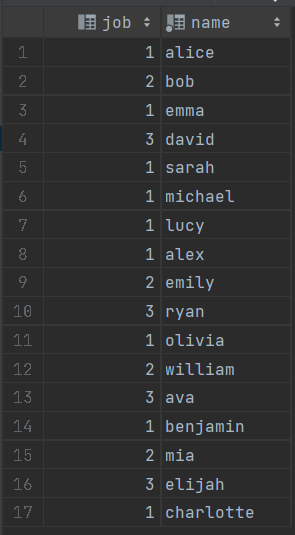 job name
1 1 alice
2 2 bob
3 1 emma
4 3 david
5 1 sarah
6 1 michael
7 1 lucy
8 1 alex
9 2 emily
10 3 ryan
11 1 olivia
12 2 william
13 3 ava
14 1 benjamin
15 2 mia
16 3 elijah
17 1 charlotte